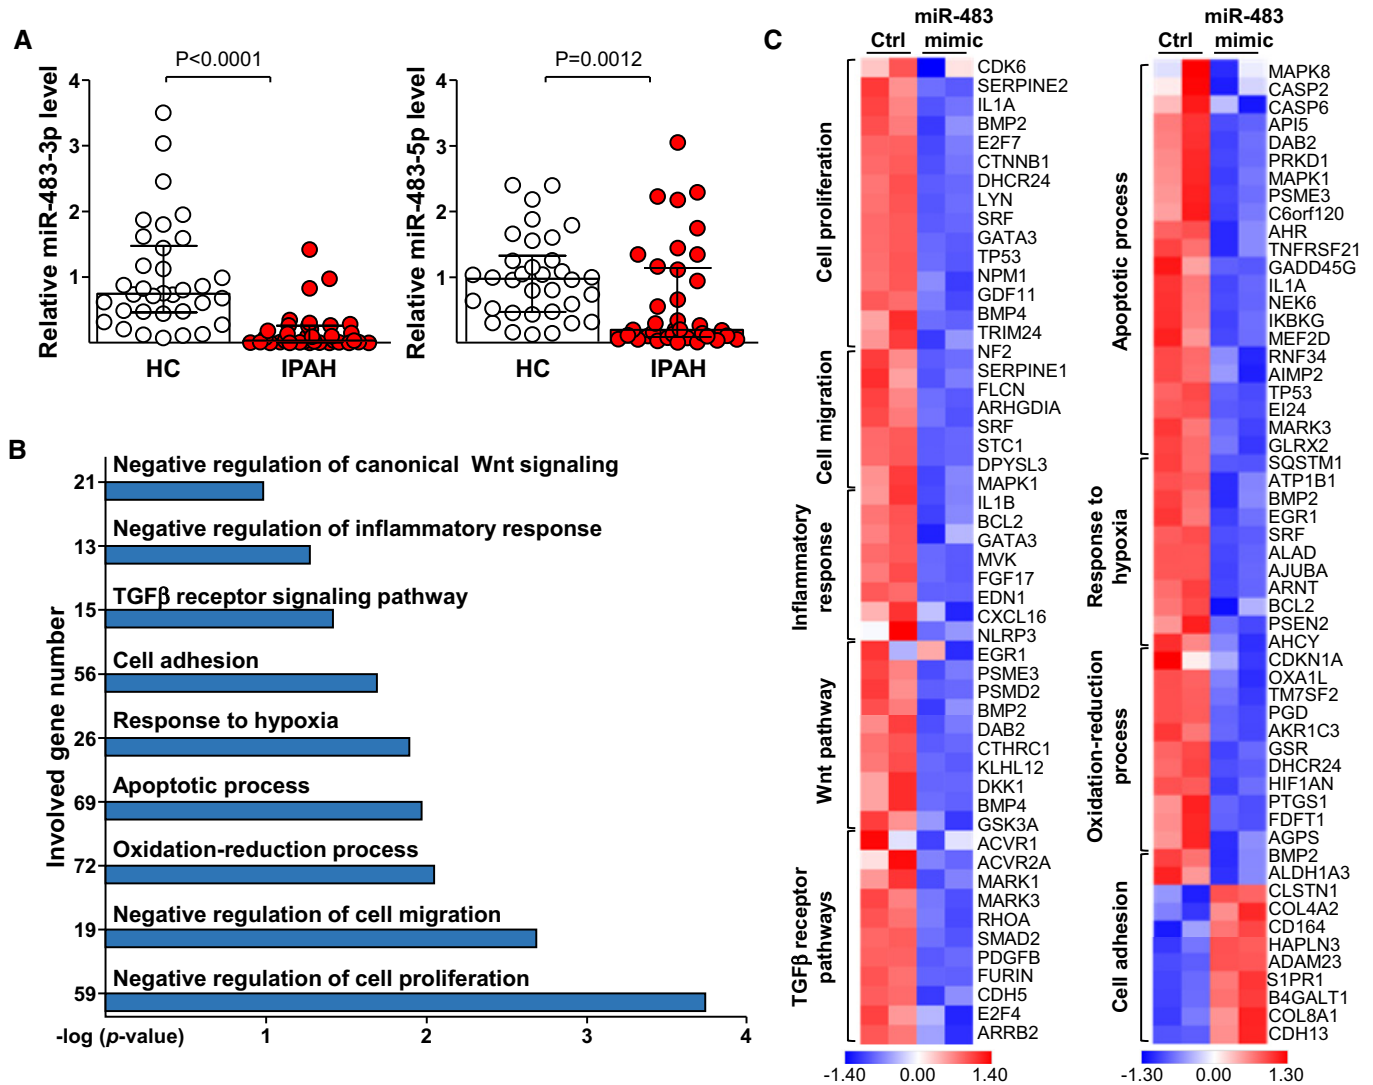 A
P<0.0001
Relative miR-483-3p level
4
3
2
1
HC
IPAH
P=0.0012
Relative miR-483-5p level
4
3
2
1
HC
IPAH
B
Involved gene number
Negative regulation of canonical Wnt signaling
21
Negative regulation of inflammatory response
13
TGFβ receptor signaling pathway
15
Cell adhesion
56
Response to hypoxia
26
Apoptotic process
69
Oxidation-reduction process
72
Negative regulation of cell migration
19
Negative regulation of cell proliferation
59
-log (p-value)
1
2
3
4
C
miR-483
Ctrl mimic
Cell proliferation
CDK6
SERPINE2
IL1A
BMP2
E2F7
CTNNB1
DHCR24
LYN
SRF
GATA3
TP53
NPM1
GDF11
BMP4
TRIM24
Cell migration
NF2
SERPINE1
FLCN
ARHGDIA
SRF
STC1
DPYSL3
MAPK1
Inflammatory
response
IL1B
BCL2
GATA3
MVK
FGF17
EDN1
CXCL16
NLRP3
Wnt pathway
EGR1
PSME3
PSMD2
BMP2
DAB2
CTHRC1
KLHL12
DKK1
BMP4
GSK3A
TGFβ receptor
pathways
ACVR1
ACVR2A
MARK1
MARK3
RHOA
SMAD2
PDGFB
FURIN
CDH5
E2F4
ARRB2
-1.40
0.00
1.40
miR-483
Ctrl mimic
Apoptotic process
MAPK8
CASP2
CASP6
API5
DAB2
PRKD1
MAPK1
PSME3
C6orf120
AHR
TNFRSF21
GADD45G
IL1A
NEK6
IKBKG
MEF2D
RNF34
AIMP2
TP53
EI24
MARK3
GLRX2
Response to
hypoxia
SQSTM1
ATP1B1
BMP2
EGR1
SRF
ALAD
AJUBA
ARNT
BCL2
PSEN2
AHCY
Oxidation-reduction
process
CDKN1A
OXA1L
TM7SF2
PGD
AKR1C3
GSR
DHCR24
HIF1AN
PTGS1
FDFT1
AGPS
Cell adhesion
BMP2
ALDH1A3
CLSTN1
COL4A2
CD164
HAPLN3
ADAM23
S1PR1
B4GALT1
COL8A1
CDH13
-1.30
0.00
1.30